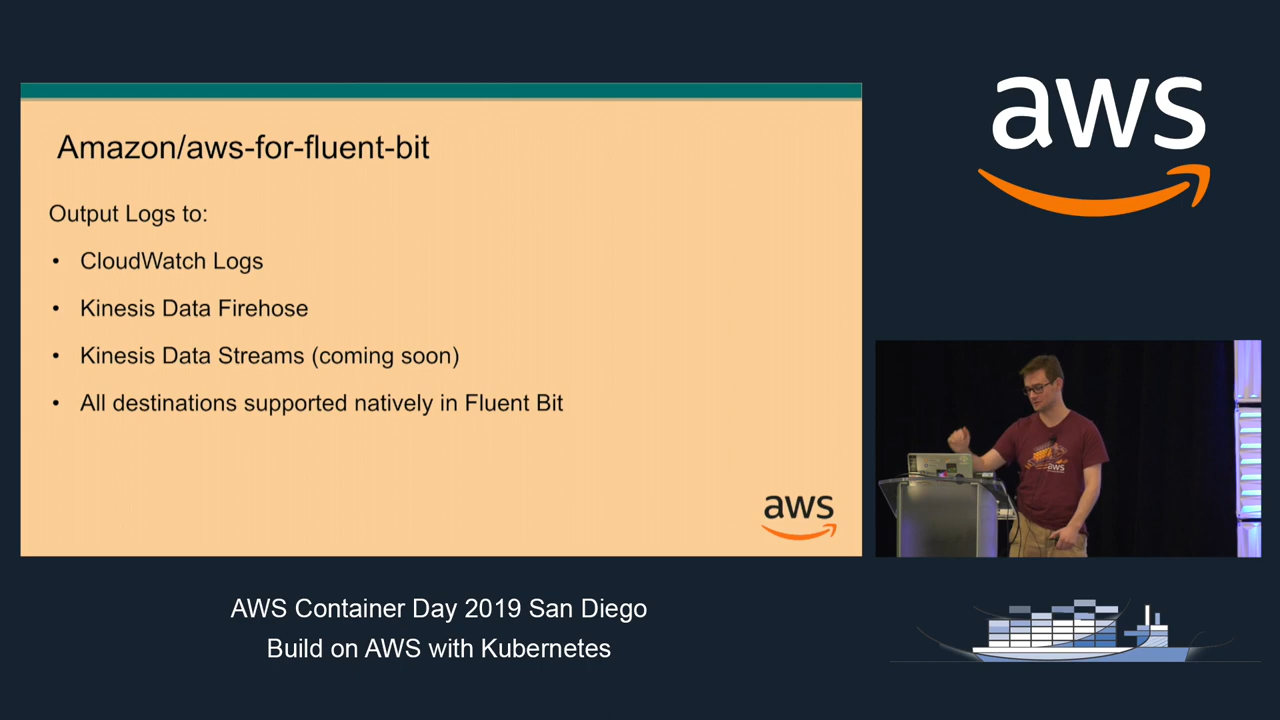 Amazon/aws-for-fluent-bit
Output Logs to:
• CloudWatch Logs
• Kinesis Data Firehose
• Kinesis Data Streams (coming soon)
• All destinations supported natively in Fluent Bit
aws
aws
aws
AWS Container Day 2019 San Diego
Build on AWS with Kubernetes